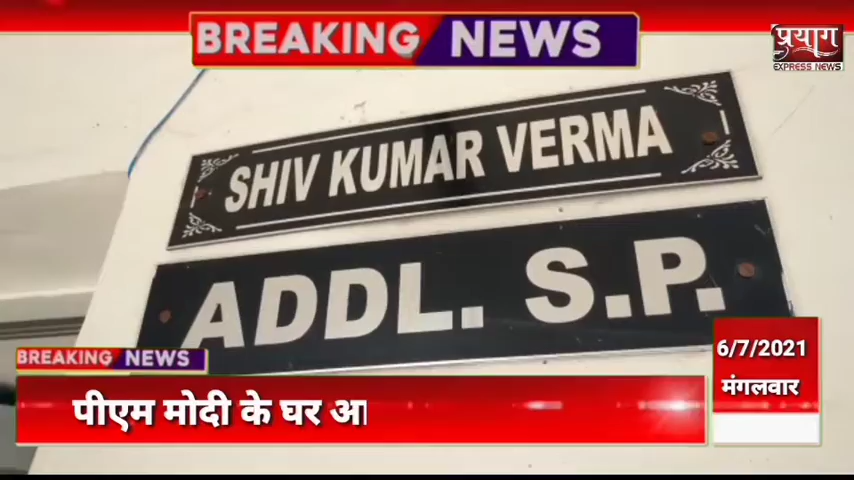 BREAKING NEWS
प्रयाग
EXPRESS NEWS
SHIV KUMAR VERMA
ADDL. S.P.
6/7/2021
मंगलवार
BREAKING NEWS
पीएम मोदी के घर आ